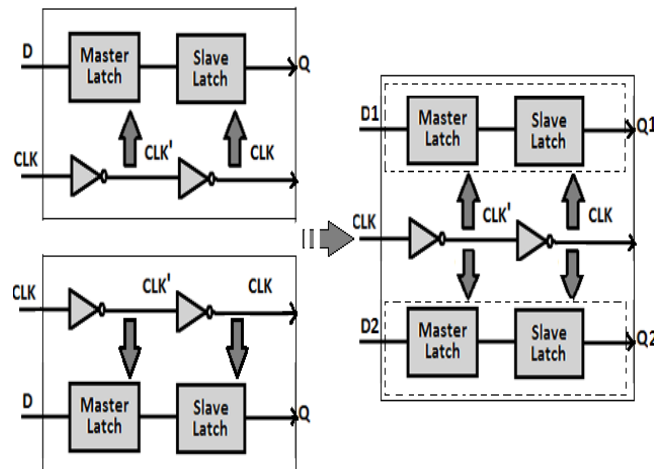 D
Master
Latch
Slave
Latch
Q
CLK
CLK'
CLK
CLK
CLK'
CLK
D
Master
Latch
Slave
Latch
Q
D1
Master
Latch
Slave
Latch
Q1
CLK
CLK'
CLK
D2
Master
Latch
Slave
Latch
Q2